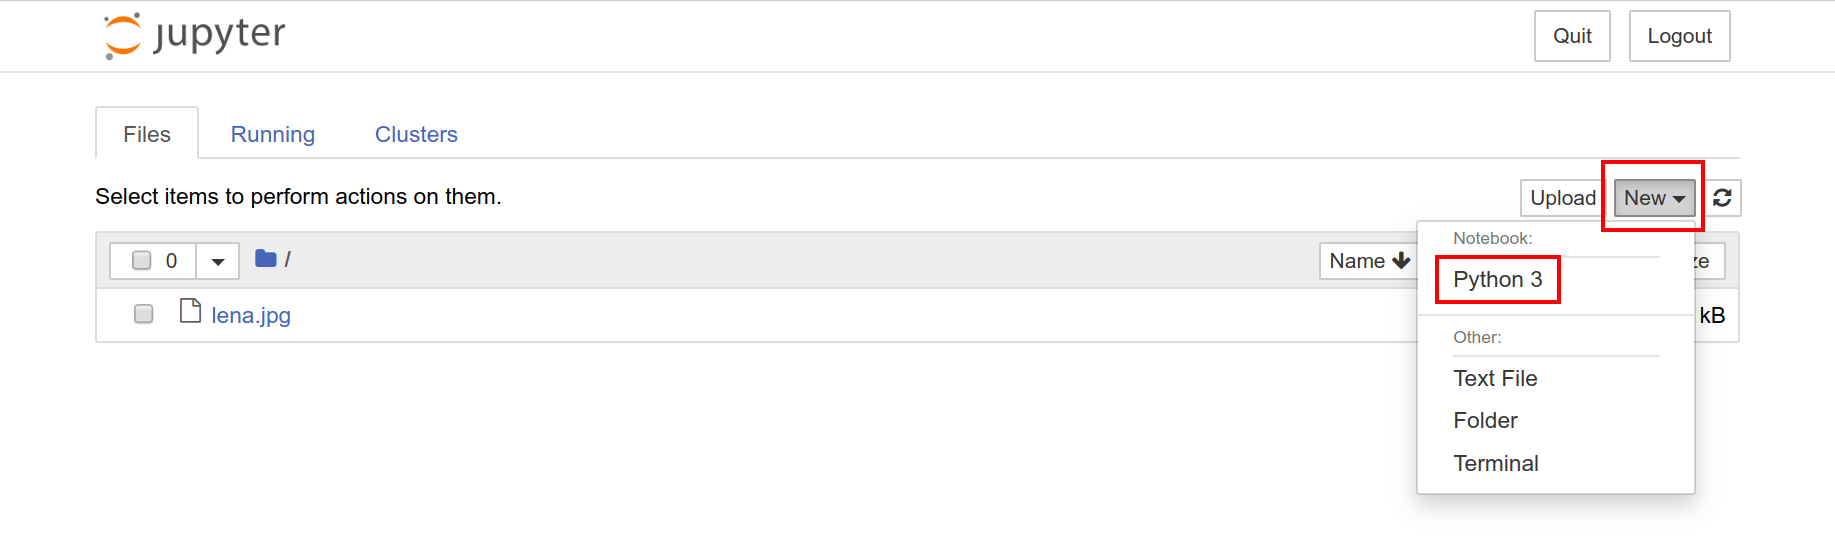 jupyter
Quit Logout
Files Running Clusters
Select items to perform actions on them.
Upload New
0 / Name
Notebook:
Python 3
lena.jpg kB
Other:
Text File
Folder
Terminal